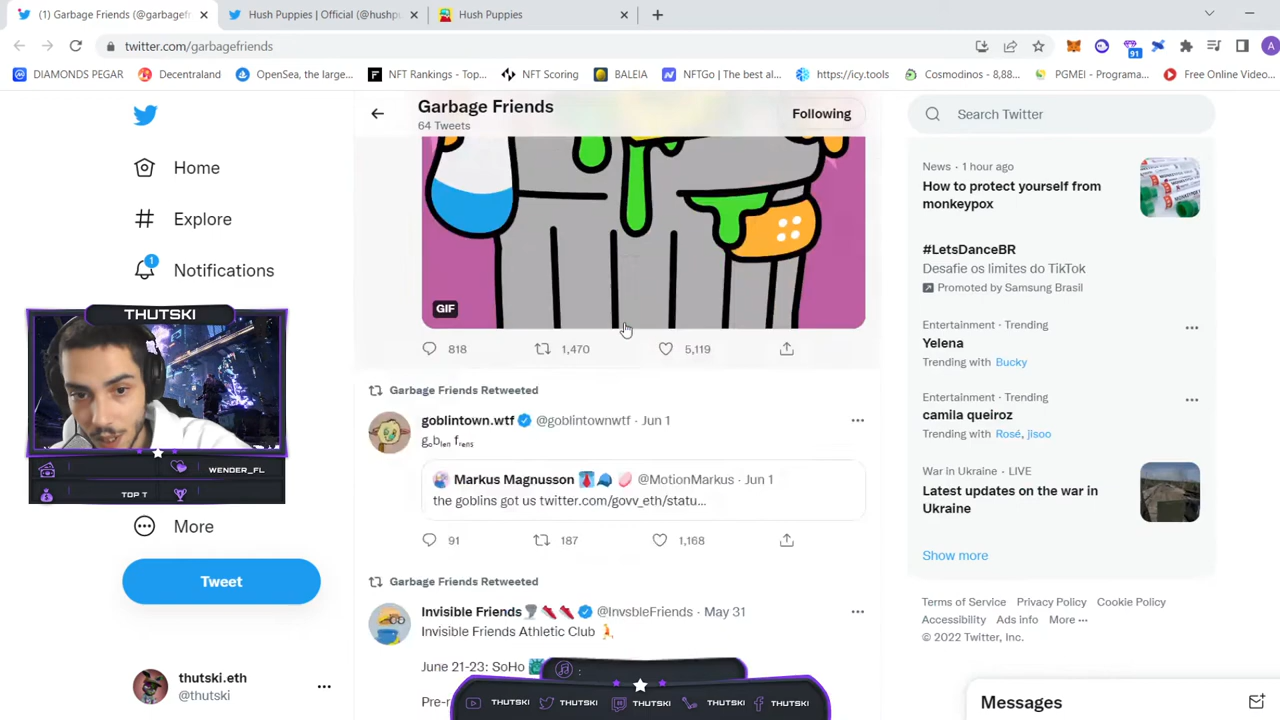 (1) Garbage Friends (@garbagefr
Hush Puppies | Official (@hushpu
Hush Puppies
twitter.com/garbagefriends
91
A
DIAMONDS PEGAR
Decentraland
OpenSea, the large...
NFT Rankings - Top...
NFT Scoring
BALEIA
NFTGo | The best al...
https://icy.tools
Cosmodinos - 8,88...
PGMEI - Programa...
Free Online Video...
Garbage Friends
64 Tweets
Following
Search Twitter
Home
Explore
1
Notifications
More
Tweet
thutski.eth
@thutski
THUTSKI
WENDER_FL
TOP T
GIF
818
1,470
5,119
Garbage Friends Retweeted
goblintown.wtf @goblintownwtf · Jun 1
goblen frens
Markus Magnusson @MotionMarkus · Jun 1
the goblins got us twitter.com/govv_eth/statu...
91
187
1,168
Garbage Friends Retweeted
Invisible Friends @InvsbleFriends · May 31
Invisible Friends Athletic Club
June 21-23: SoHo
Pre-r
:
THUTSKI
THUTSKI
THUTSKI
THUTSKI
THUTSKI
News · 1 hour ago
How to protect yourself from
monkeypox
#LetsDanceBR
Desafie os limites do TikTok
Promoted by Samsung Brasil
Entertainment · Trending
Yelena
Trending with Bucky
Entertainment · Trending
camila queiroz
Trending with Rosé, jisoo
War in Ukraine · LIVE
Latest updates on the war in
Ukraine
Show more
Terms of Service Privacy Policy Cookie Policy
Accessibility Ads info More ···
© 2022 Twitter, Inc.
Messages